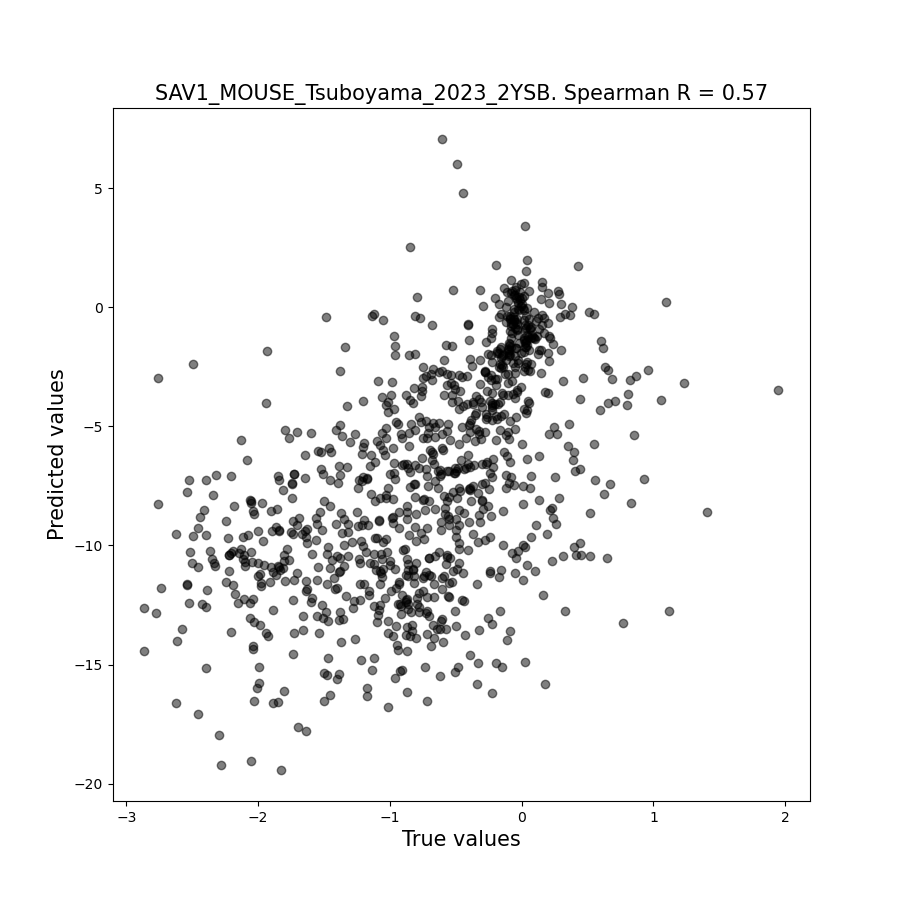 SAV1_MOUSE_Tsuboyama_2023_2YSB. Spearman R = 0.57
5
0
−5
−10
−15
−20
Predicted values
−3 −2 −1 0 1 2
True values